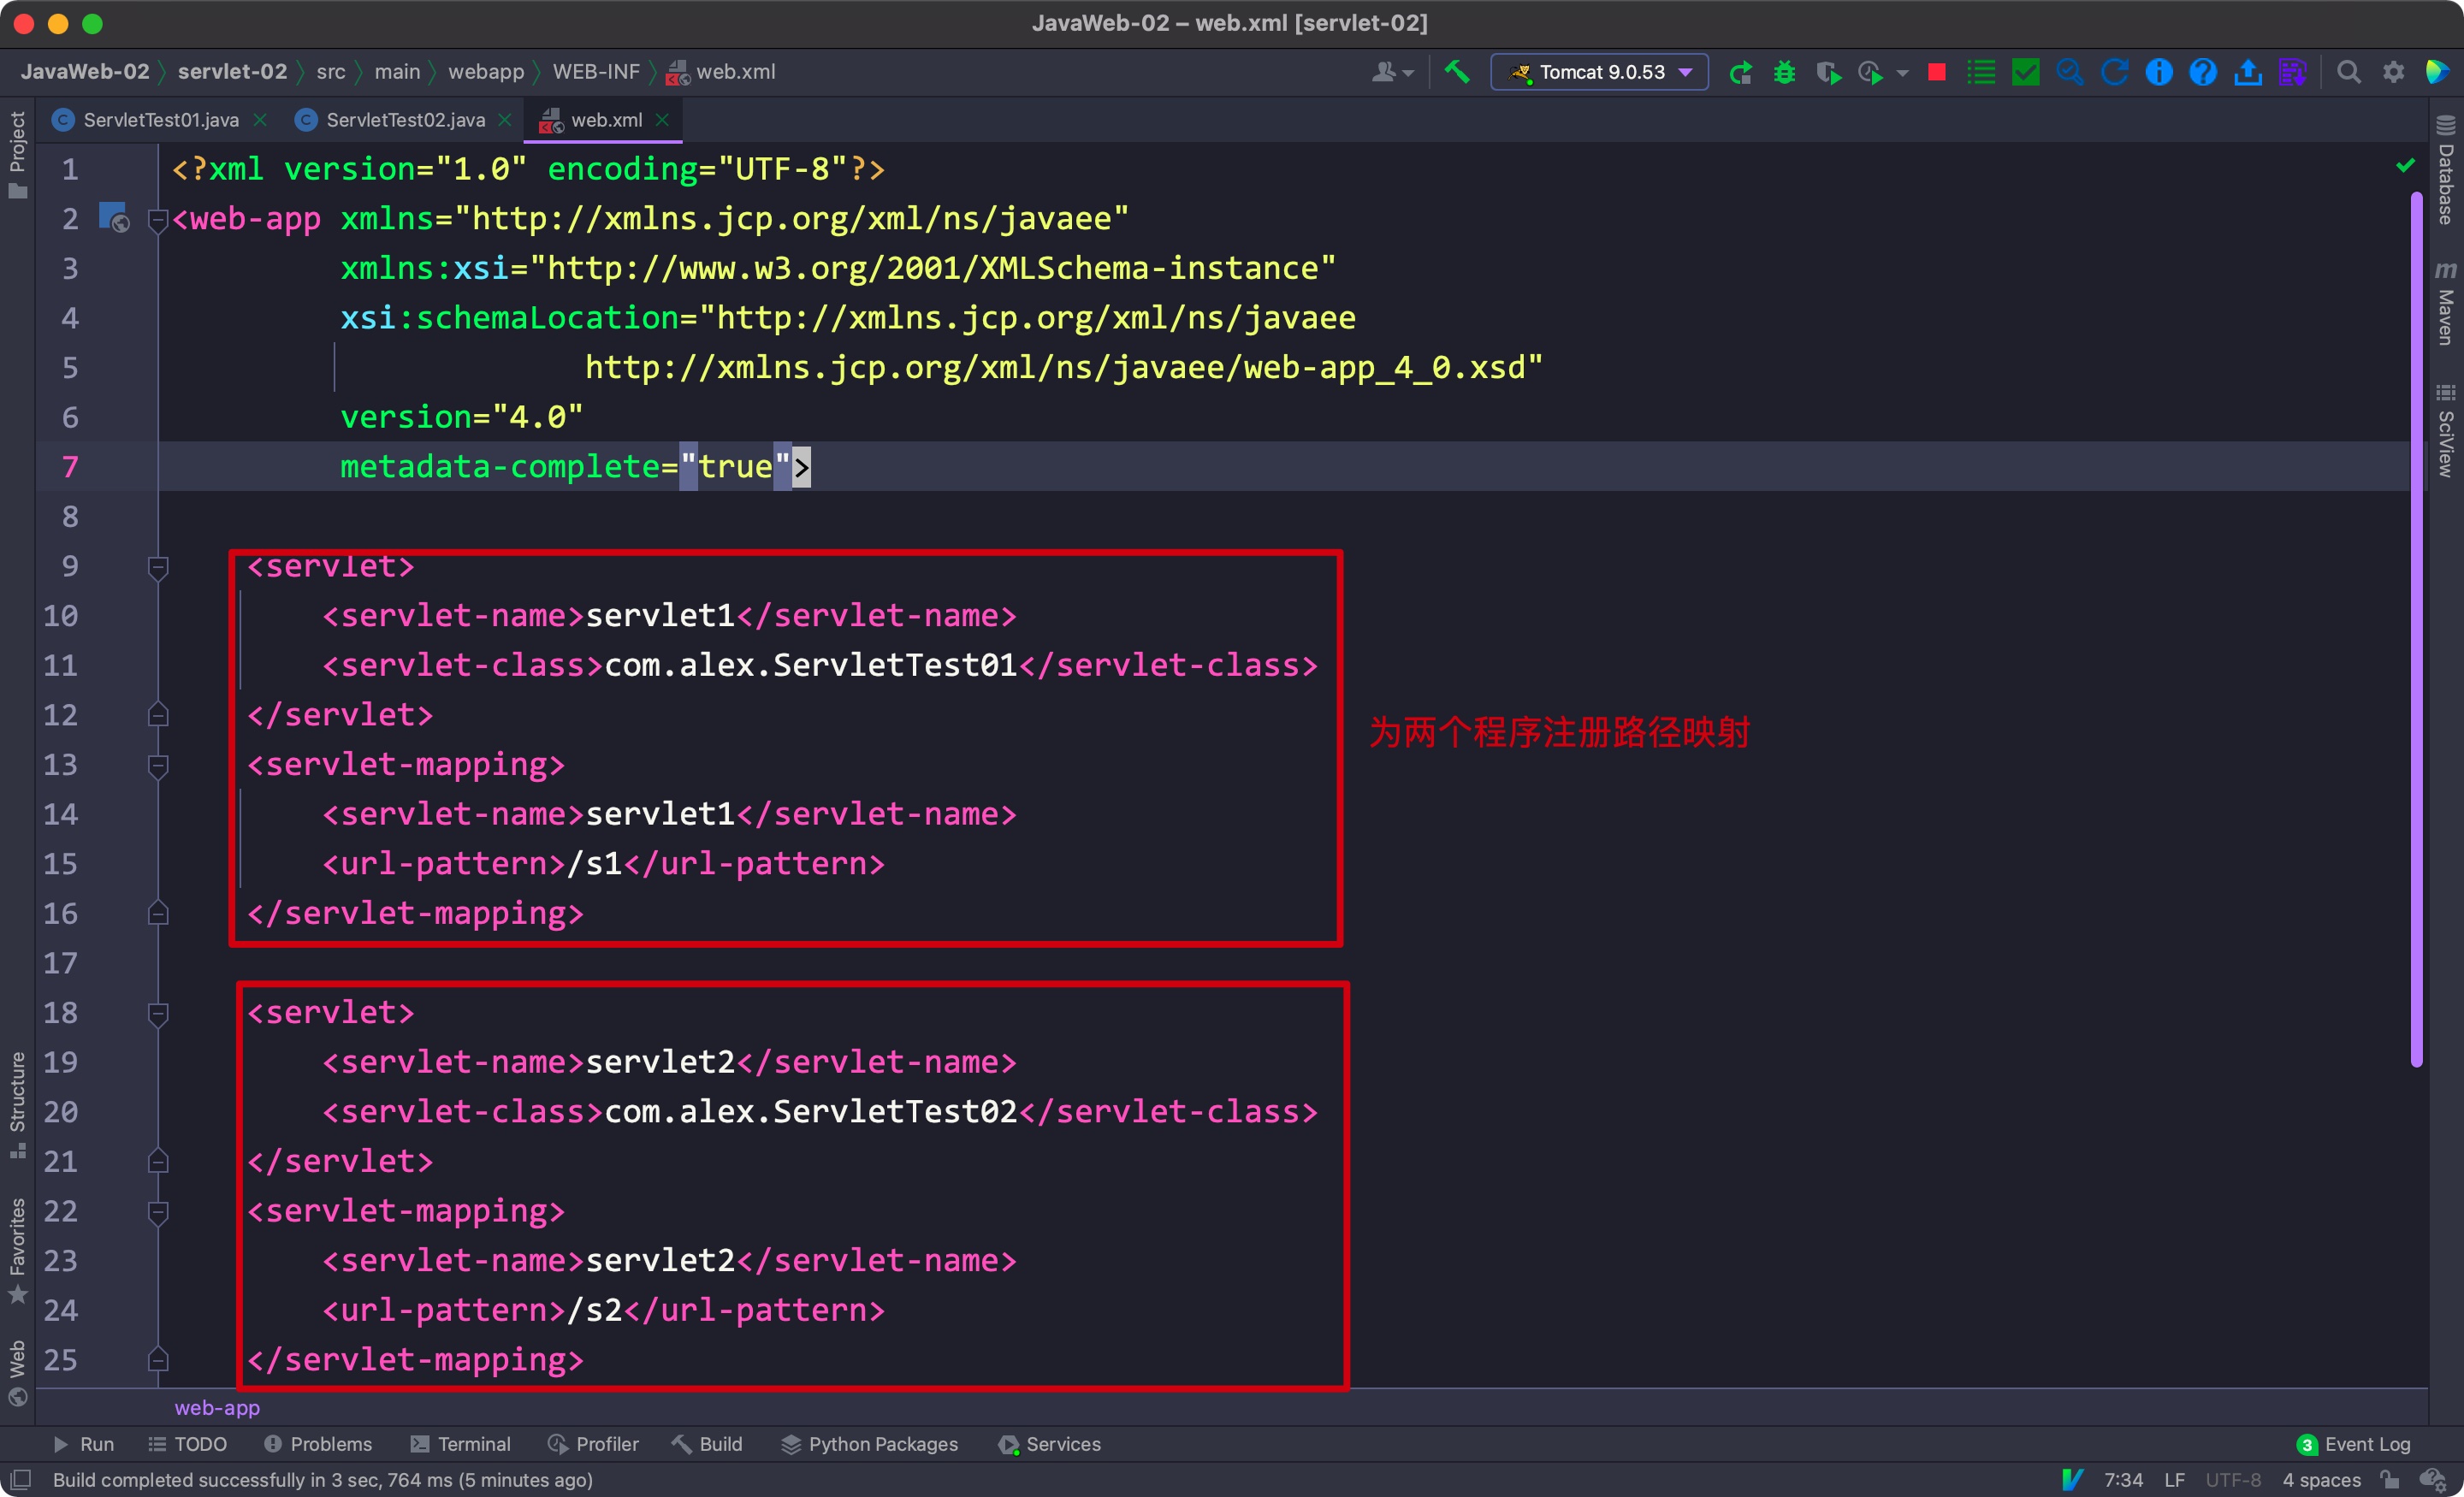 JavaWeb-02 – web.xml [servlet-02]
JavaWeb-02 servlet-02 src main webapp WEB-INF web.xml
Tomcat 9.0.53
ServletTest01.java ServletTest02.java web.xml
Project
Database
Maven
SciView
1 <?xml version="1.0" encoding="UTF-8"?>
2 <web-app xmlns="http://xmlns.jcp.org/xml/ns/javaee"
3 xmlns:xsi="http://www.w3.org/2001/XMLSchema-instance"
4 xsi:schemaLocation="http://xmlns.jcp.org/xml/ns/javaee
5 http://xmlns.jcp.org/xml/ns/javaee/web-app_4_0.xsd"
6 version="4.0"
7 metadata-complete="true">
8
9 <servlet>
10 <servlet-name>servlet1</servlet-name>
11 <servlet-class>com.alex.ServletTest01</servlet-class>
12 </servlet>
为两个程序注册路径映射
13 <servlet-mapping>
14 <servlet-name>servlet1</servlet-name>
15 <url-pattern>/s1</url-pattern>
16 </servlet-mapping>
17
18 <servlet>
19 <servlet-name>servlet2</servlet-name>
20 <servlet-class>com.alex.ServletTest02</servlet-class>
21 </servlet>
22 <servlet-mapping>
23 <servlet-name>servlet2</servlet-name>
24 <url-pattern>/s2</url-pattern>
25 </servlet-mapping>
Structure
Favorites
Web
web-app
Run TODO Problems Terminal Profiler Build Python Packages Services 3 Event Log
Build completed successfully in 3 sec, 764 ms (5 minutes ago) 7:34 LF UTF-8 4 spaces